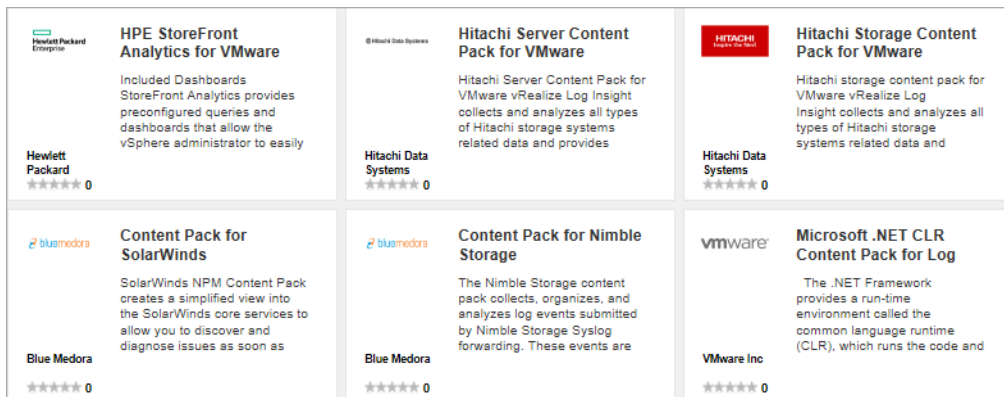 Hewlett Packard
Enterprise
HPE StoreFront
Analytics for VMware
Included Dashboards
StoreFront Analytics provides
preconfigured queries and
dashboards that allow the
vSphere administrator to easily
Hewlett
Packard
0
Hitachi Data Systems
Hitachi Server Content
Pack for VMware
Hitachi Server Content Pack for
VMware vRealize Log Insight
collects and analyzes all types
of Hitachi storage systems
related data and provides
Hitachi Data
Systems
0
HITACHI
Inspire the Next
Hitachi Storage Content
Pack for VMware
Hitachi storage content pack for
VMware vRealize Log
Insight collects and analyzes all
types of Hitachi storage
systems related data and
Hitachi Data
Systems
0
bluemedora
Content Pack for
SolarWinds
SolarWinds NPM Content Pack
creates a simplified view into
the SolarWinds core services to
allow you to discover and
diagnose issues as soon as
Blue Medora
0
bluemedora
Content Pack for Nimble
Storage
The Nimble Storage content
pack collects, organizes, and
analyzes log events submitted
by Nimble Storage Syslog
forwarding. These events are
Blue Medora
0
vmware
Microsoft .NET CLR
Content Pack for Log
The .NET Framework
provides a run-time
environment called the
common language runtime
(CLR), which runs the code and
VMware Inc
0